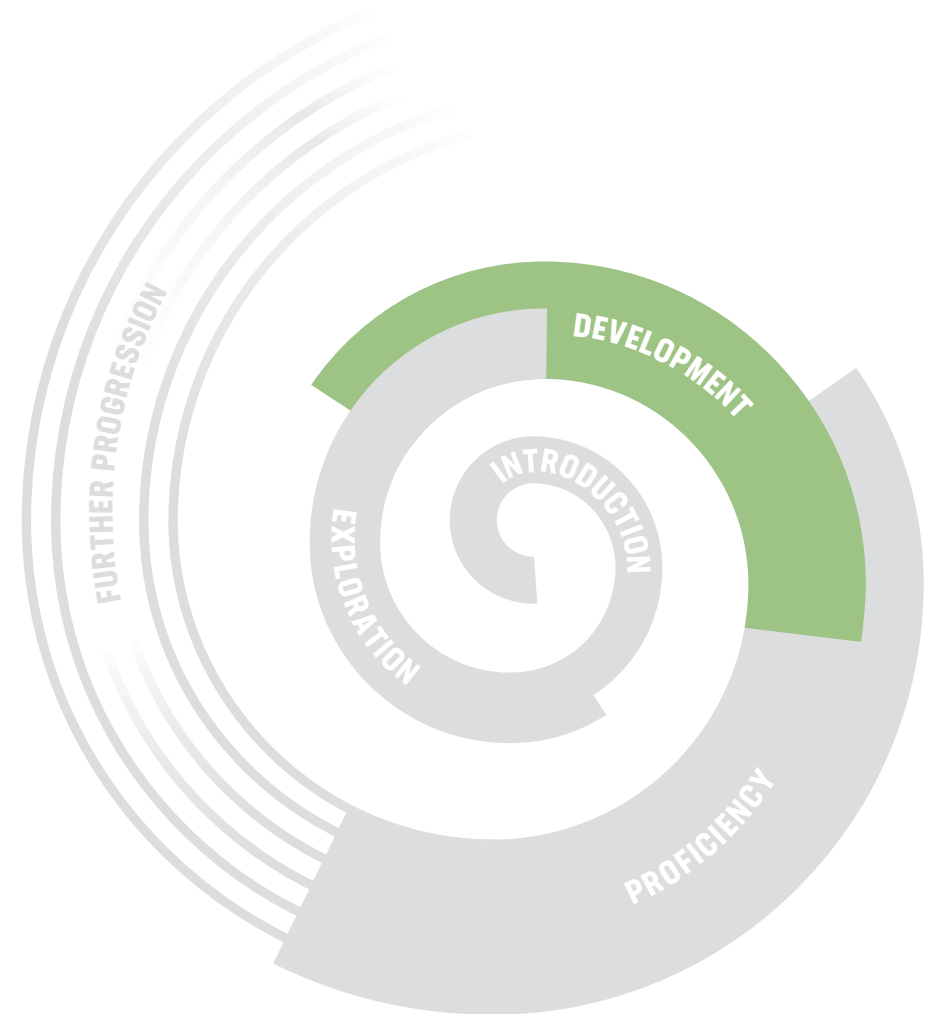 INTRODUCTION
EXPLORATION
DEVELOPMENT
PROFICIENCY
FURTHER PROGRESSION